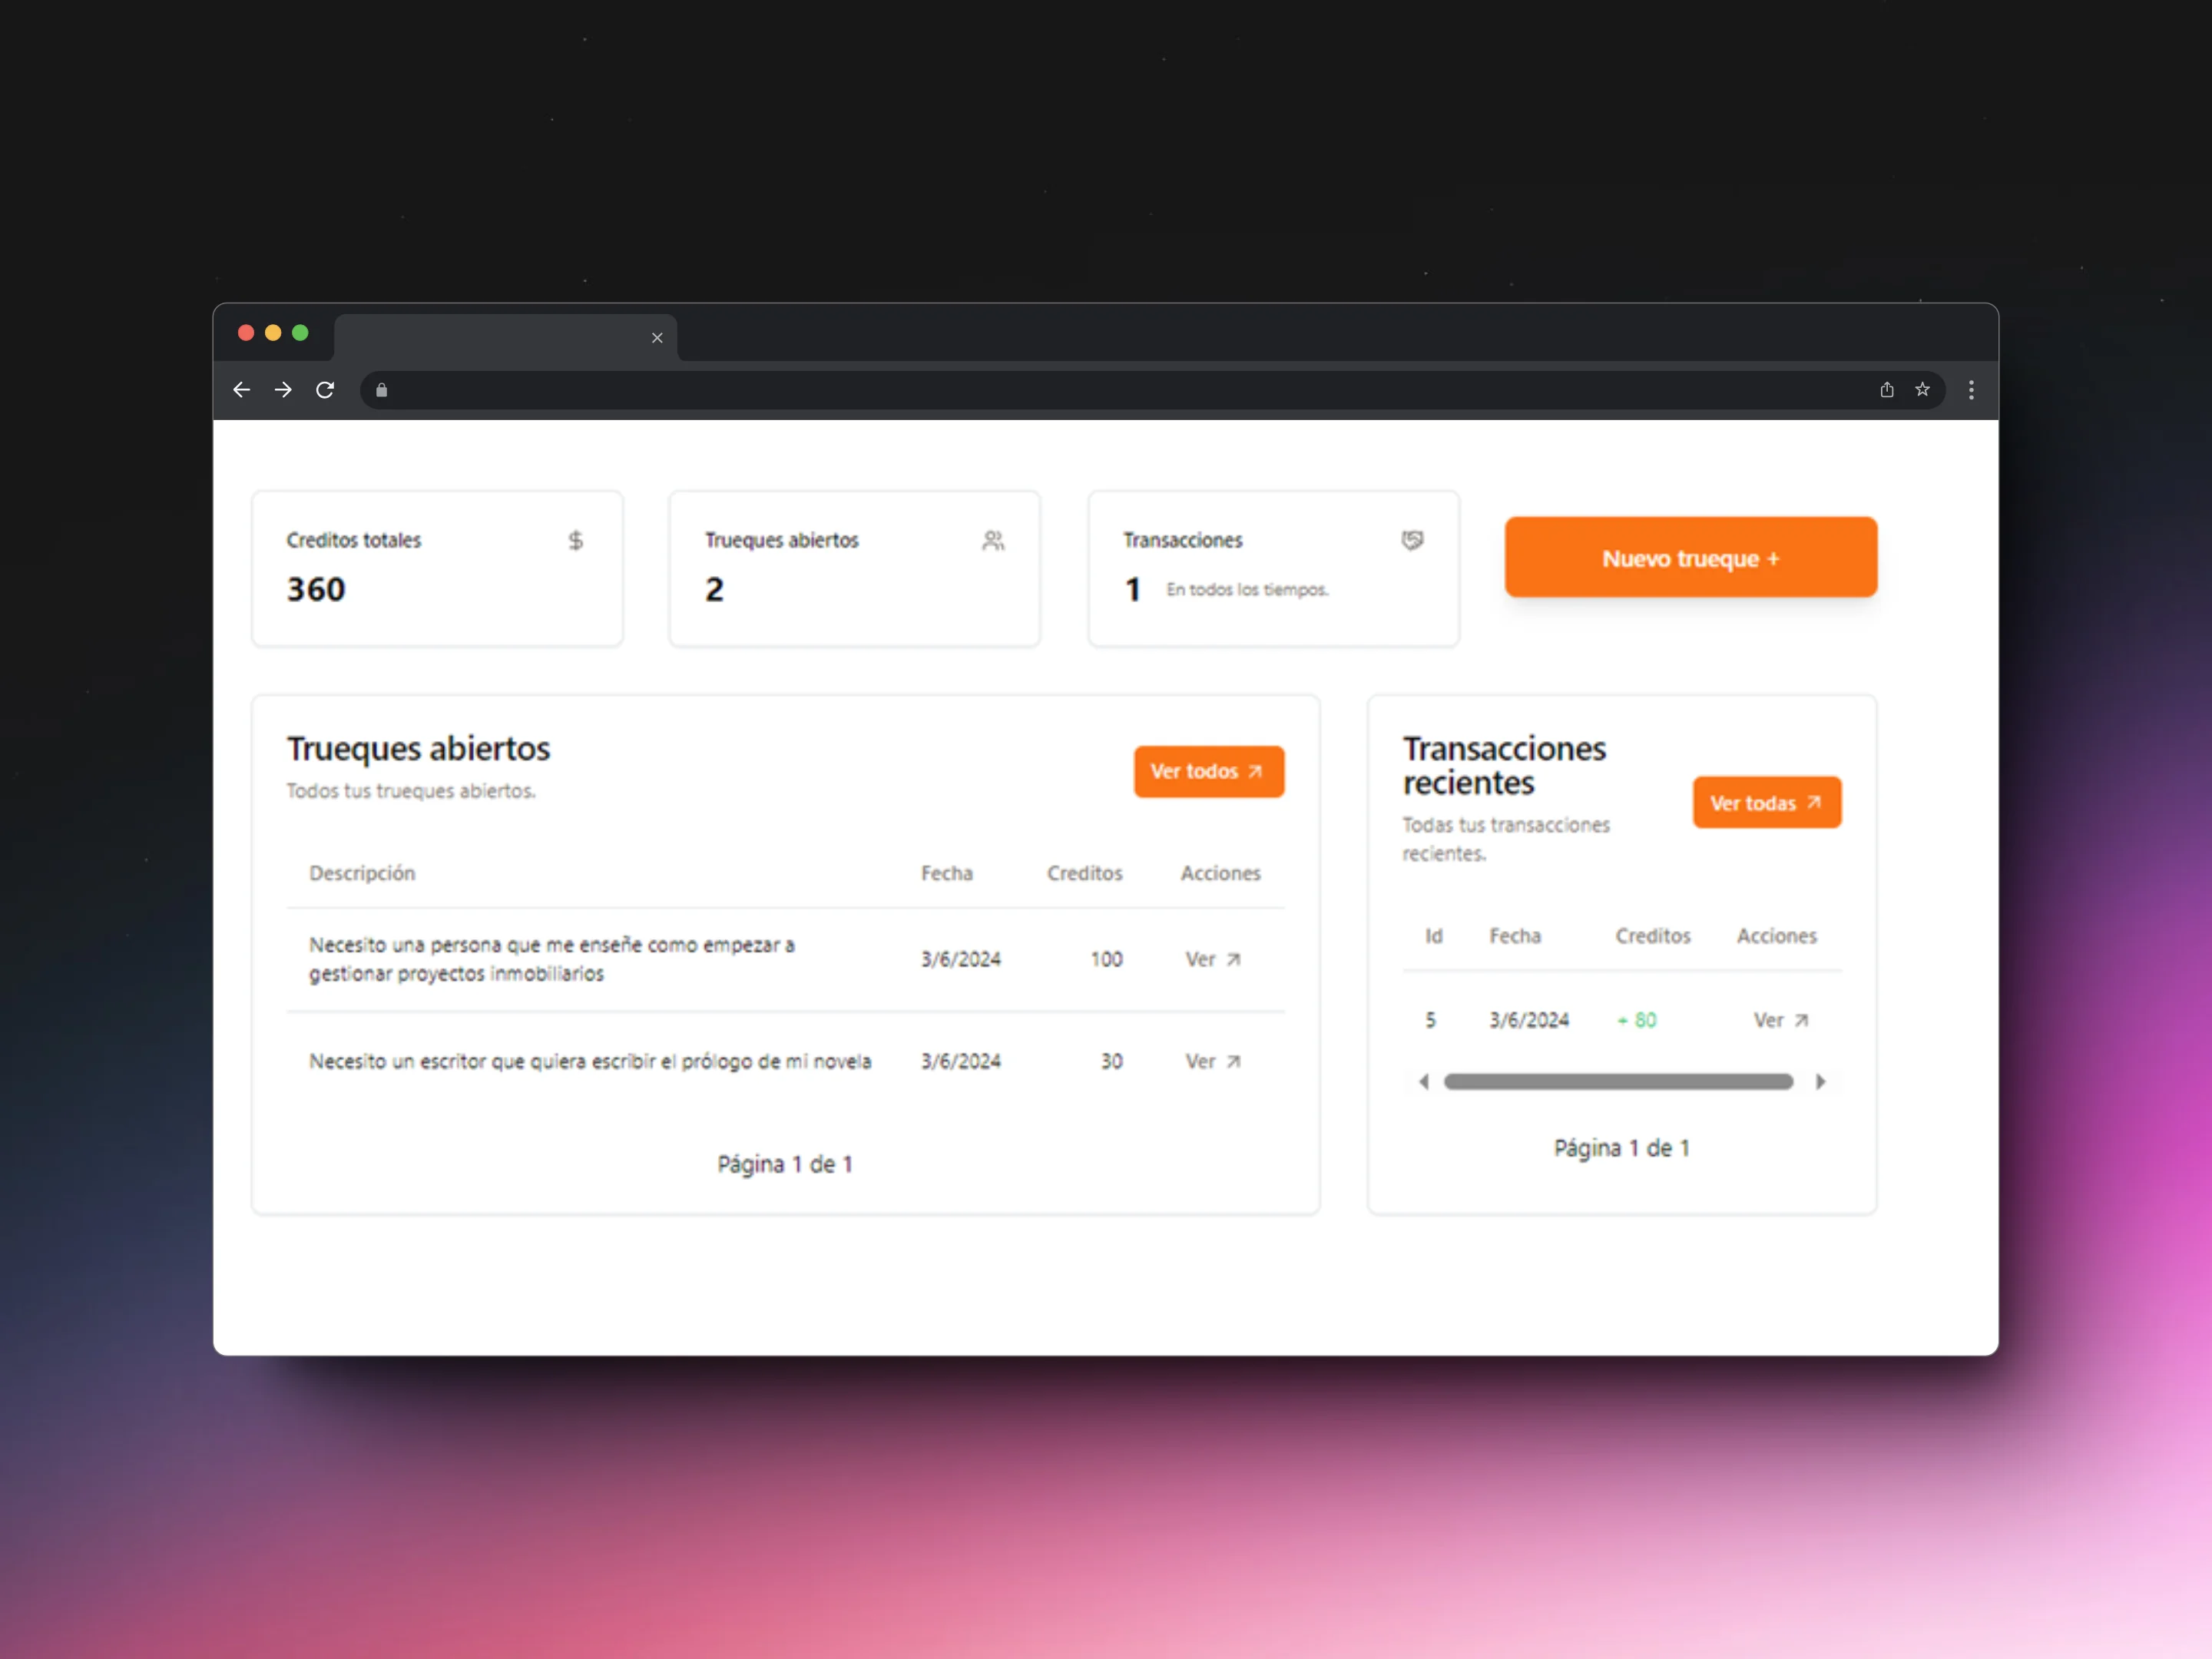 Creditos totales $
360
Trueques abiertos
2
Transacciones
1 En todos los tiempos.
Nuevo trueque +
Trueques abiertos
Todos tus trueques abiertos.
Ver todos
Descripción Fecha Creditos Acciones
Necesito una persona que me enseñe como empezar a
gestionar proyectos inmobiliarios
3/6/2024 100 Ver
Necesito un escritor que quiera escribir el prólogo de mi novela 3/6/2024 30 Ver
Página 1 de 1
Transacciones
recientes
Todas tus transacciones
recientes.
Ver todas
Id Fecha Creditos Acciones
5 3/6/2024 + 80 Ver
Página 1 de 1